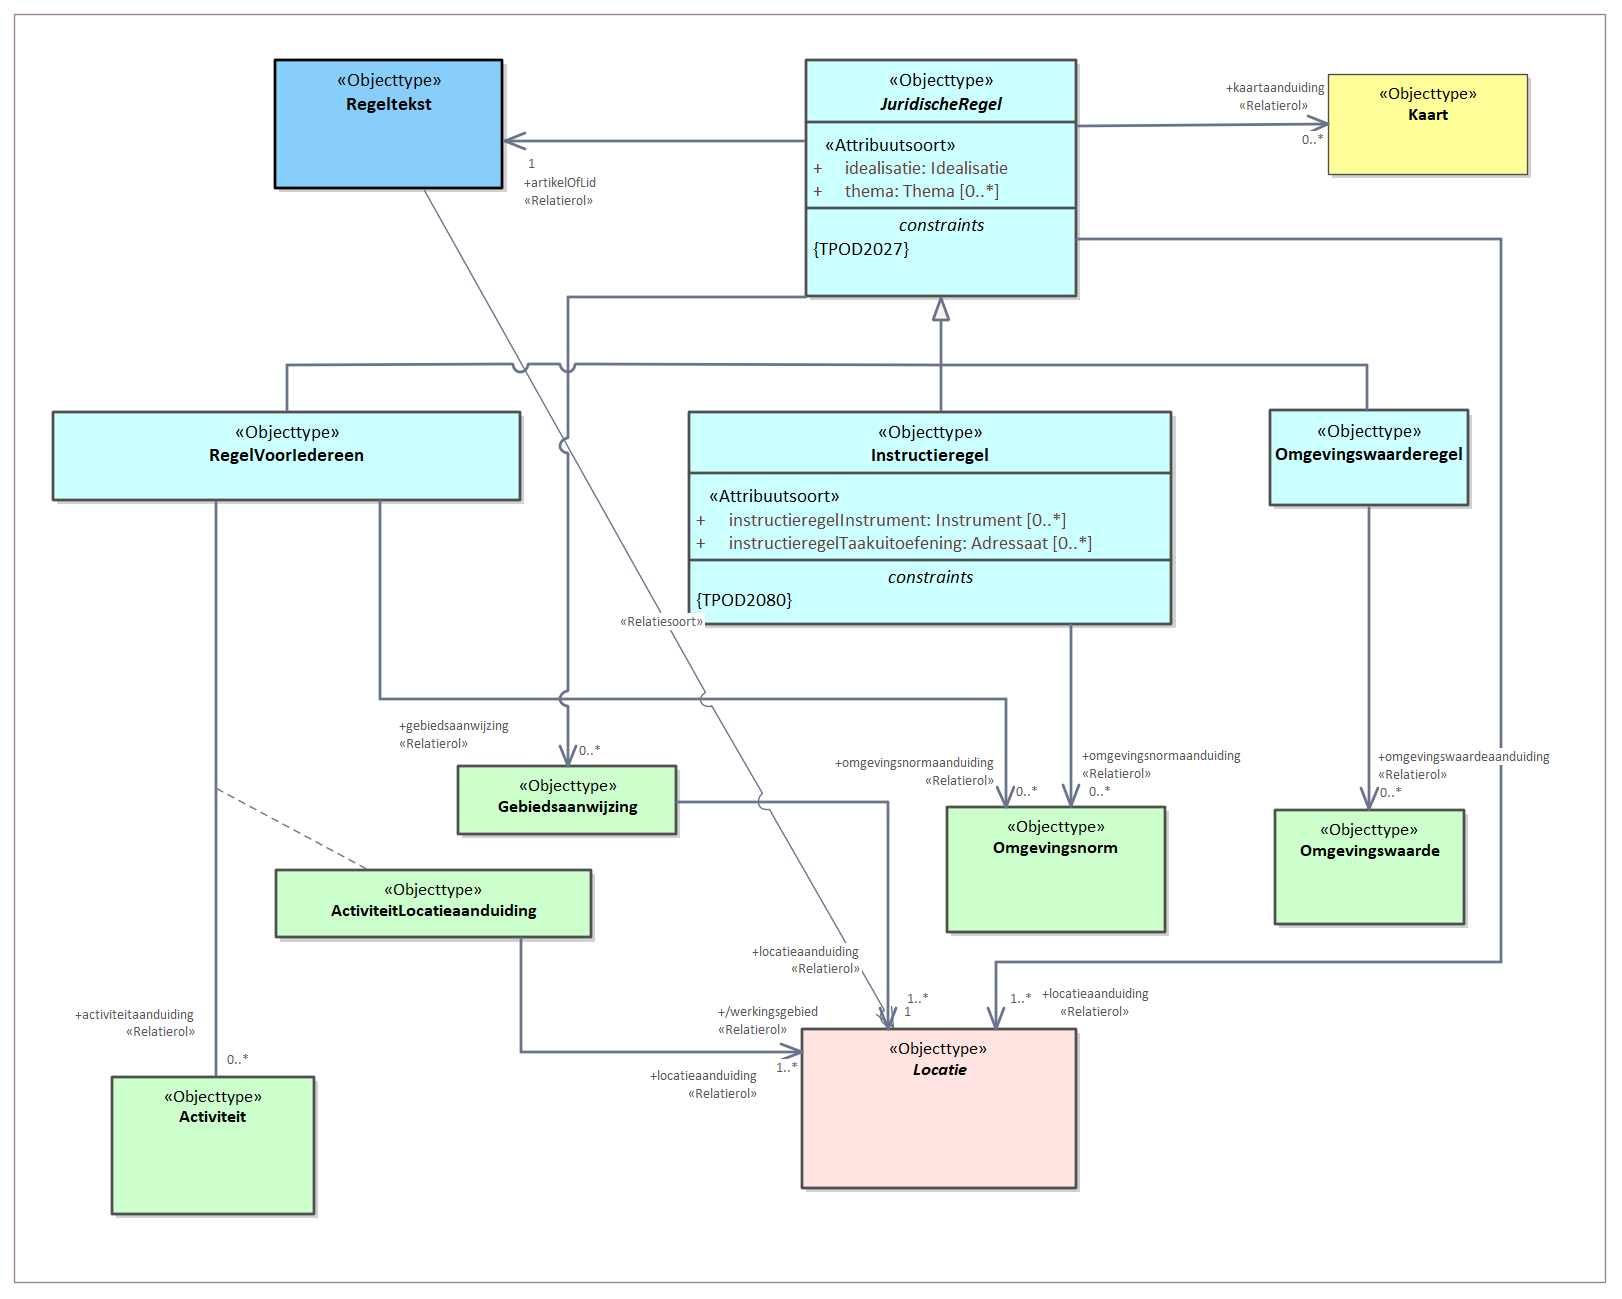 «Objecttype»
Regeltekst
«Objecttype»
JuridischeRegel
«Attribuutsoort»
+ idealisatie: Idealisatie
+ thema: Thema [0..*]
constraints
{TPOD2027}
+kaartaanduiding
«Relatierol»
0..*
«Objecttype»
Kaart
1
+artikelOfLid
«Relatierol»
«Objecttype»
RegelVoorIedereen
«Objecttype»
Instructieregel
«Attribuutsoort»
+ instructieregelInstrument: Instrument [0..*]
+ instructieregelTaakuitoefening: Adressaat [0..*]
constraints
{TPOD2080}
«Objecttype»
Omgevingswaarderegel
«Relatiesoort»
+gebiedsaanwijzing
«Relatierol»
0..*
+omgevingsnormaanduiding
«Relatierol»
0..*
+omgevingsnormaanduiding
«Relatierol»
0..*
+omgevingswaardeaanduiding
«Relatierol»
0..*
«Objecttype»
Gebiedsaanwijzing
«Objecttype»
Omgevingsnorm
«Objecttype»
Omgevingswaarde
«Objecttype»
ActiviteitLocatieaanduiding
+locatieaanduiding
«Relatierol»
1..*
1
1..*
+locatieaanduiding
«Relatierol»
+activiteitaanduiding
«Relatierol»
0..*
+/werkingsgebied
«Relatierol»
1..*
+locatieaanduiding
«Relatierol»
«Objecttype»
Locatie
«Objecttype»
Activiteit